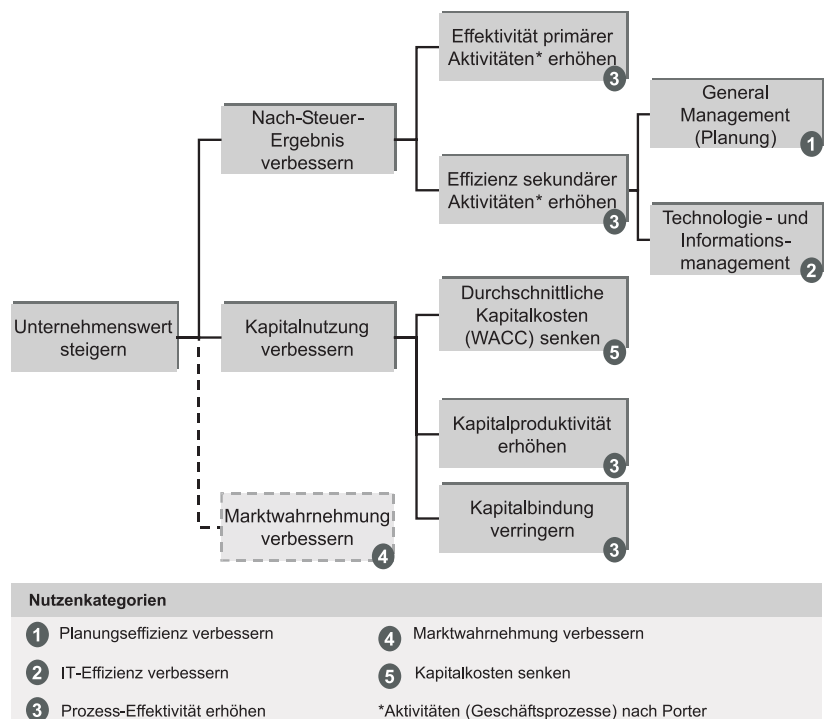 Effektivität primärer
Aktivitäten* erhöhen
3
General
Management
(Planung)
1
Nach-Steuer-
Ergebnis
verbessern
Effizienz sekundärer
Aktivitäten* erhöhen
3
Technologie - und
Informations-
management
2
Unternehmenswert
steigern
Kapitalnutzung
verbessern
Durchschnittliche
Kapitalkosten
(WACC) senken
5
Kapitalproduktivität
erhöhen
3
Marktwahrnehmung
verbessern
4
Kapitalbindung
verringern
3
Nutzenkategorien
1 Planungseffizienz verbessern
2 IT-Effizienz verbessern
3 Prozess-Effektivität erhöhen
4 Marktwahrnehmung verbessern
5 Kapitalkosten senken
*Aktivitäten (Geschäftsprozesse) nach Porter